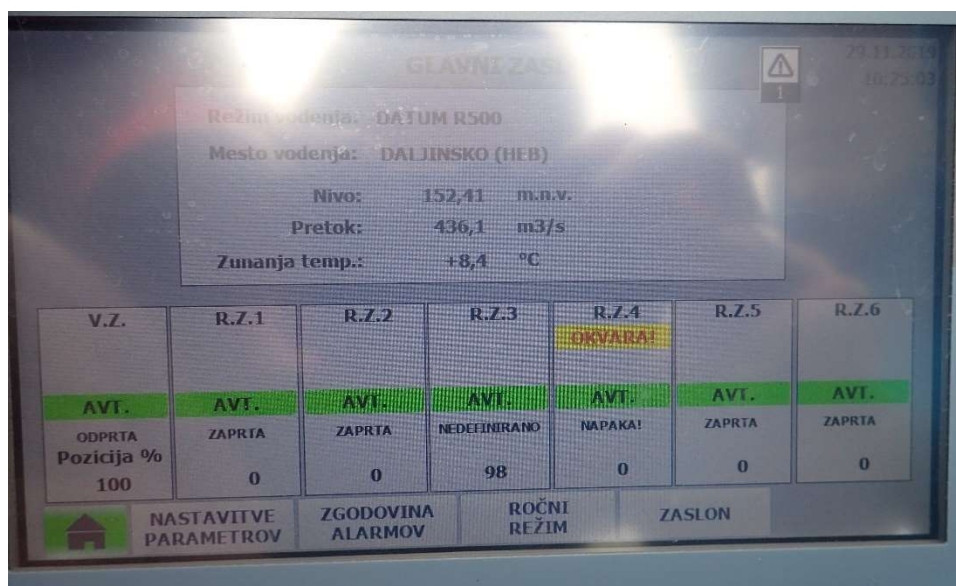 GLAVNI ZAS
29.11.2019
10:25:03
1
Režim vodenja: DATUM R500
Mesto vodenja: DALJINSKO (HEB)
Nivo: 152,41 m.n.v.
Pretok: 436,1 m3/s
Zunanja temp.: +8,4 °C
V.Z. R.Z.1 R.Z.2 R.Z.3 R.Z.4 R.Z.5 R.Z.6
OKVARA!
AVT. AVT. AVT. AVT. AVT. AVT. AVT.
ODPRTA ZAPRTA ZAPRTA NEDEFINIRANO NAPAKA! ZAPRTA ZAPRTA
Pozicija %
100 0 0 98 0 0 0
NASTAVITVE PARAMETROV
ZGODOVINA ALARMOV
ROČNI REŽIM
ZASLON